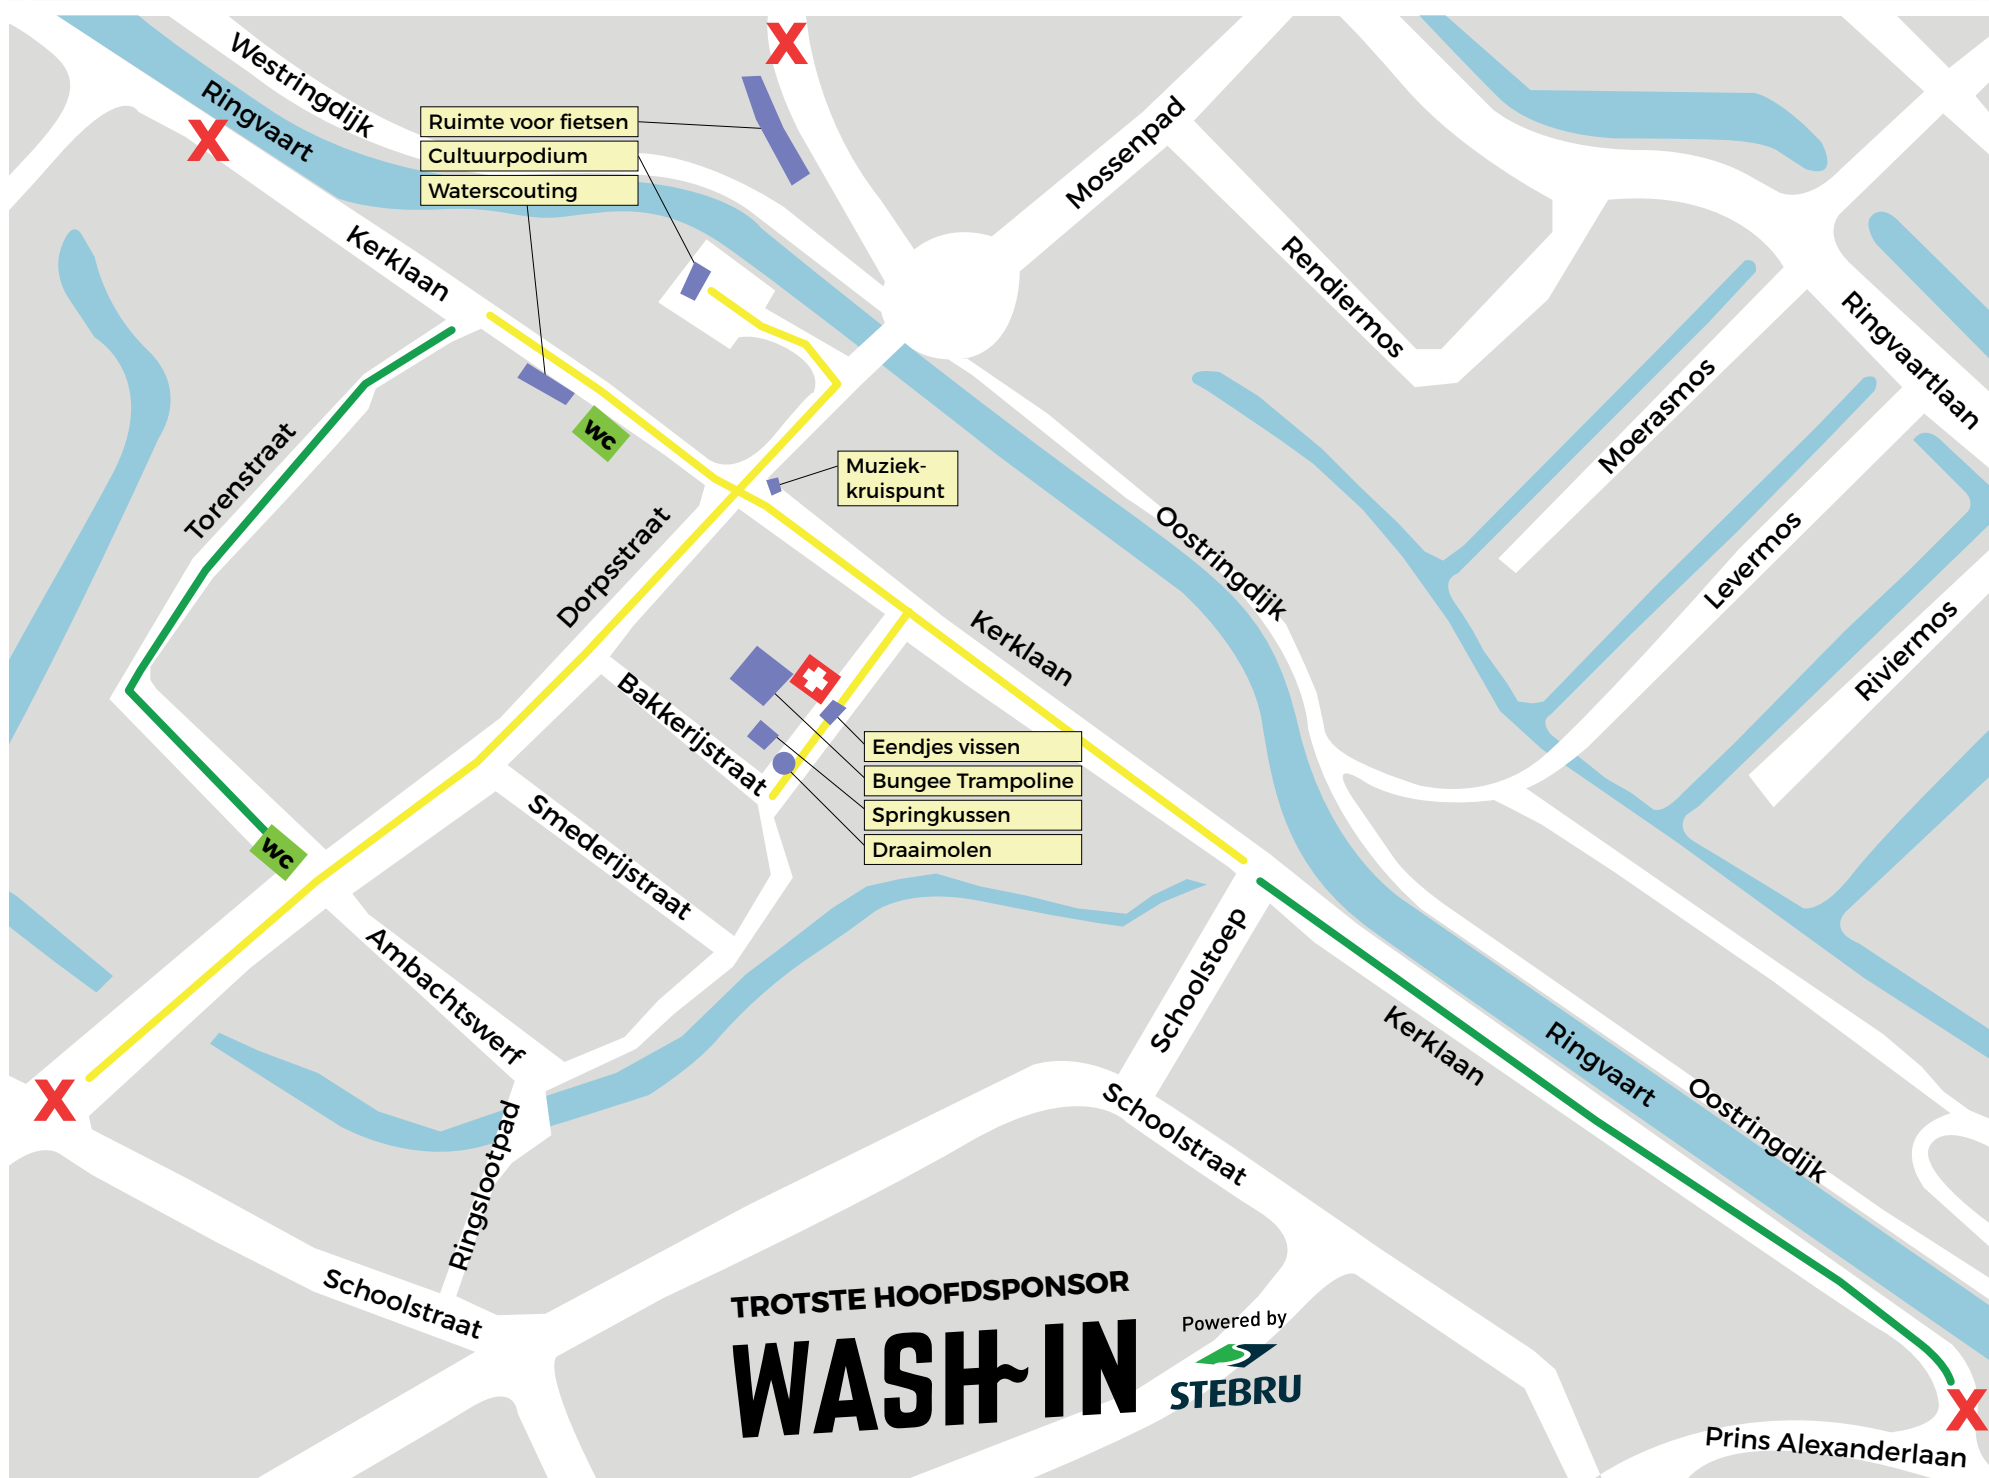 X
Westringdijk
Ringvaart
X
Ruimte voor fietsen
Cultuurpodium
Waterscouting
Mossenpad
Kerklaan
Rendiermos
Ringvaartlaan
Moerasmos
wc
Torenstraat
Muziek-
kruispunt
Dorpsstraat
Oostringdijk
Levermos
Kerklaan
Riviermos
Bakkerijstraat
Eendjes vissen
Bungee Trampoline
Springkussen
Draaimolen
Smederijstraat
wc
Ambachtswerf
Schoolstoep
Kerklaan
Ringvaart
Oostringdijk
X
Schoolstraat
Ringslootpad
Schoolstraat
TROTSTE HOOFDSPONSOR
WASH-IN
Powered by
STEBRU
X
Prins Alexanderlaan